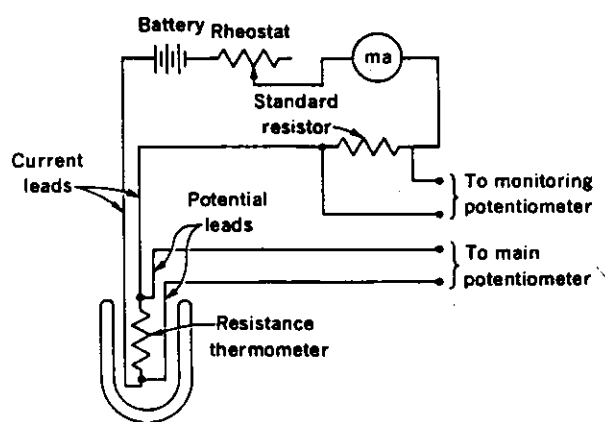 Battery
Rheostat
ma
Standard
resistor
Current
leads
Potential
leads
To monitoring
potentiometer
To main
potentiometer
Resistance
thermometer